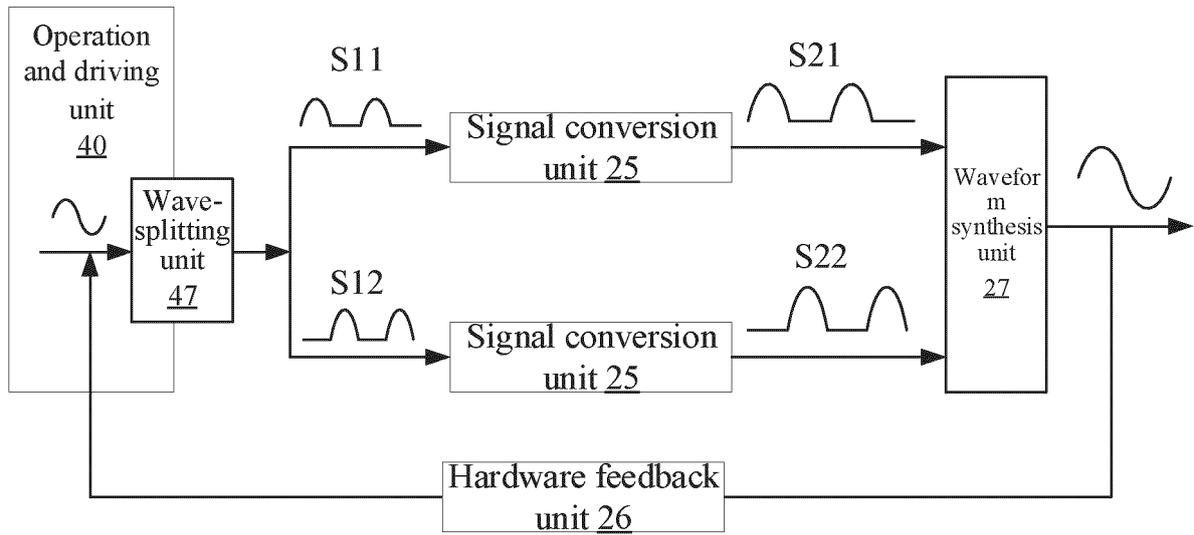 Operation
and driving
unit
40
Wave-
splitting
unit
47
S11
S12
Signal conversion
unit 25
Signal conversion
unit 25
S21
S22
Wavefor
m
synthesis
unit
27
Hardware feedback
unit 26